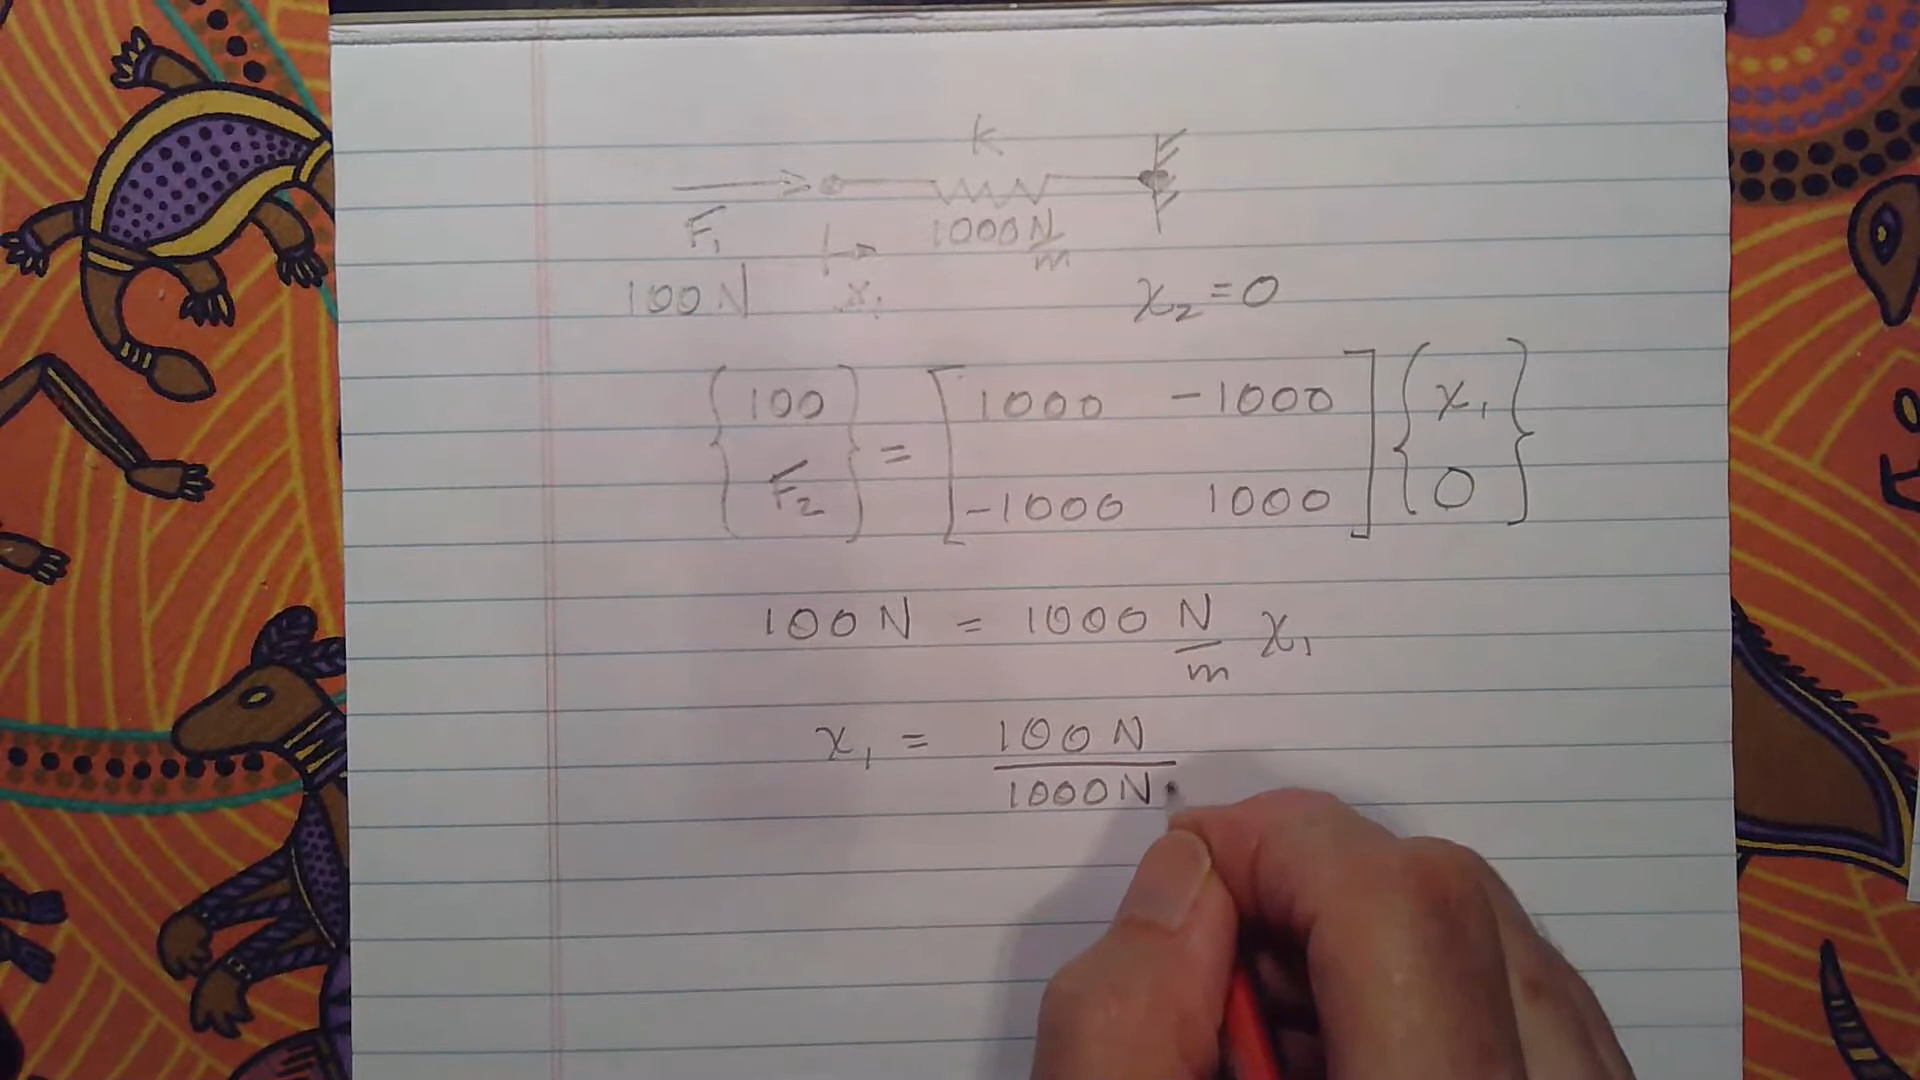 k
F₁ 1000 N/m
100 N x₁ x₂ = 0
{ 100 } = [ 1000 -1000 ] { x₁ }
{ F₂ } [ -1000 1000 ] { 0 }
100 N = 1000 N/m x₁
x₁ = 100 N
1000 N